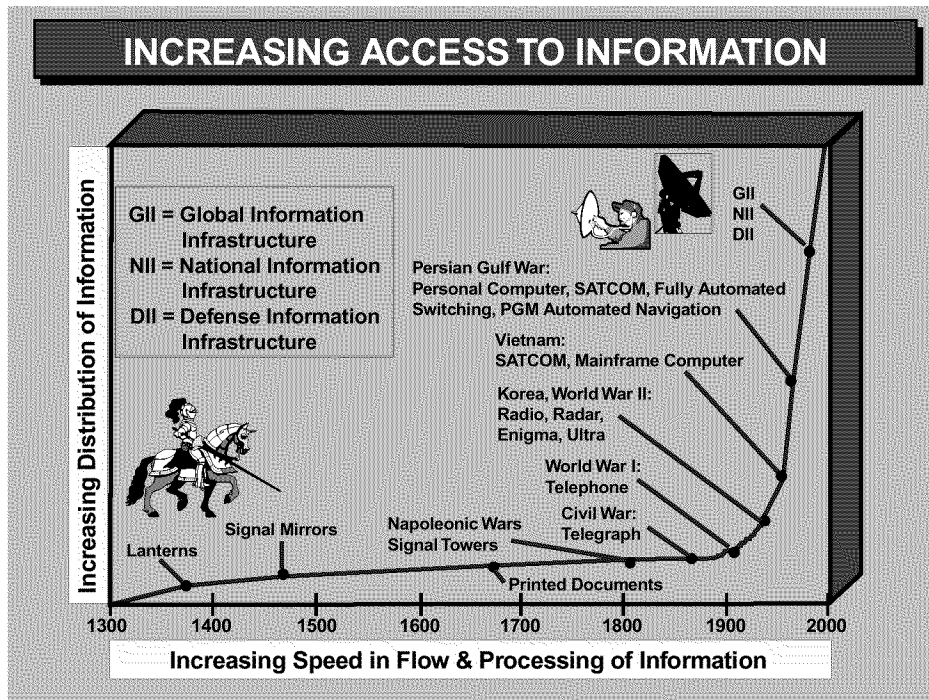 INCREASING ACCESS TO INFORMATION
Increasing Distribution of Information
GII = Global Information
Infrastructure
NII = National Information
Infrastructure
DII = Defense Information
Infrastructure
GII
NII
DII
Persian Gulf War:
Personal Computer, SATCOM, Fully Automated
Switching, PGM Automated Navigation
Vietnam:
SATCOM, Mainframe Computer
Korea, World War II:
Radio, Radar,
Enigma, Ultra
World War I:
Telephone
Civil War:
Telegraph
Napoleonic Wars
Signal Towers
Signal Mirrors
Lanterns
Printed Documents
1300 1400 1500 1600 1700 1800 1900 2000
Increasing Speed in Flow & Processing of Information